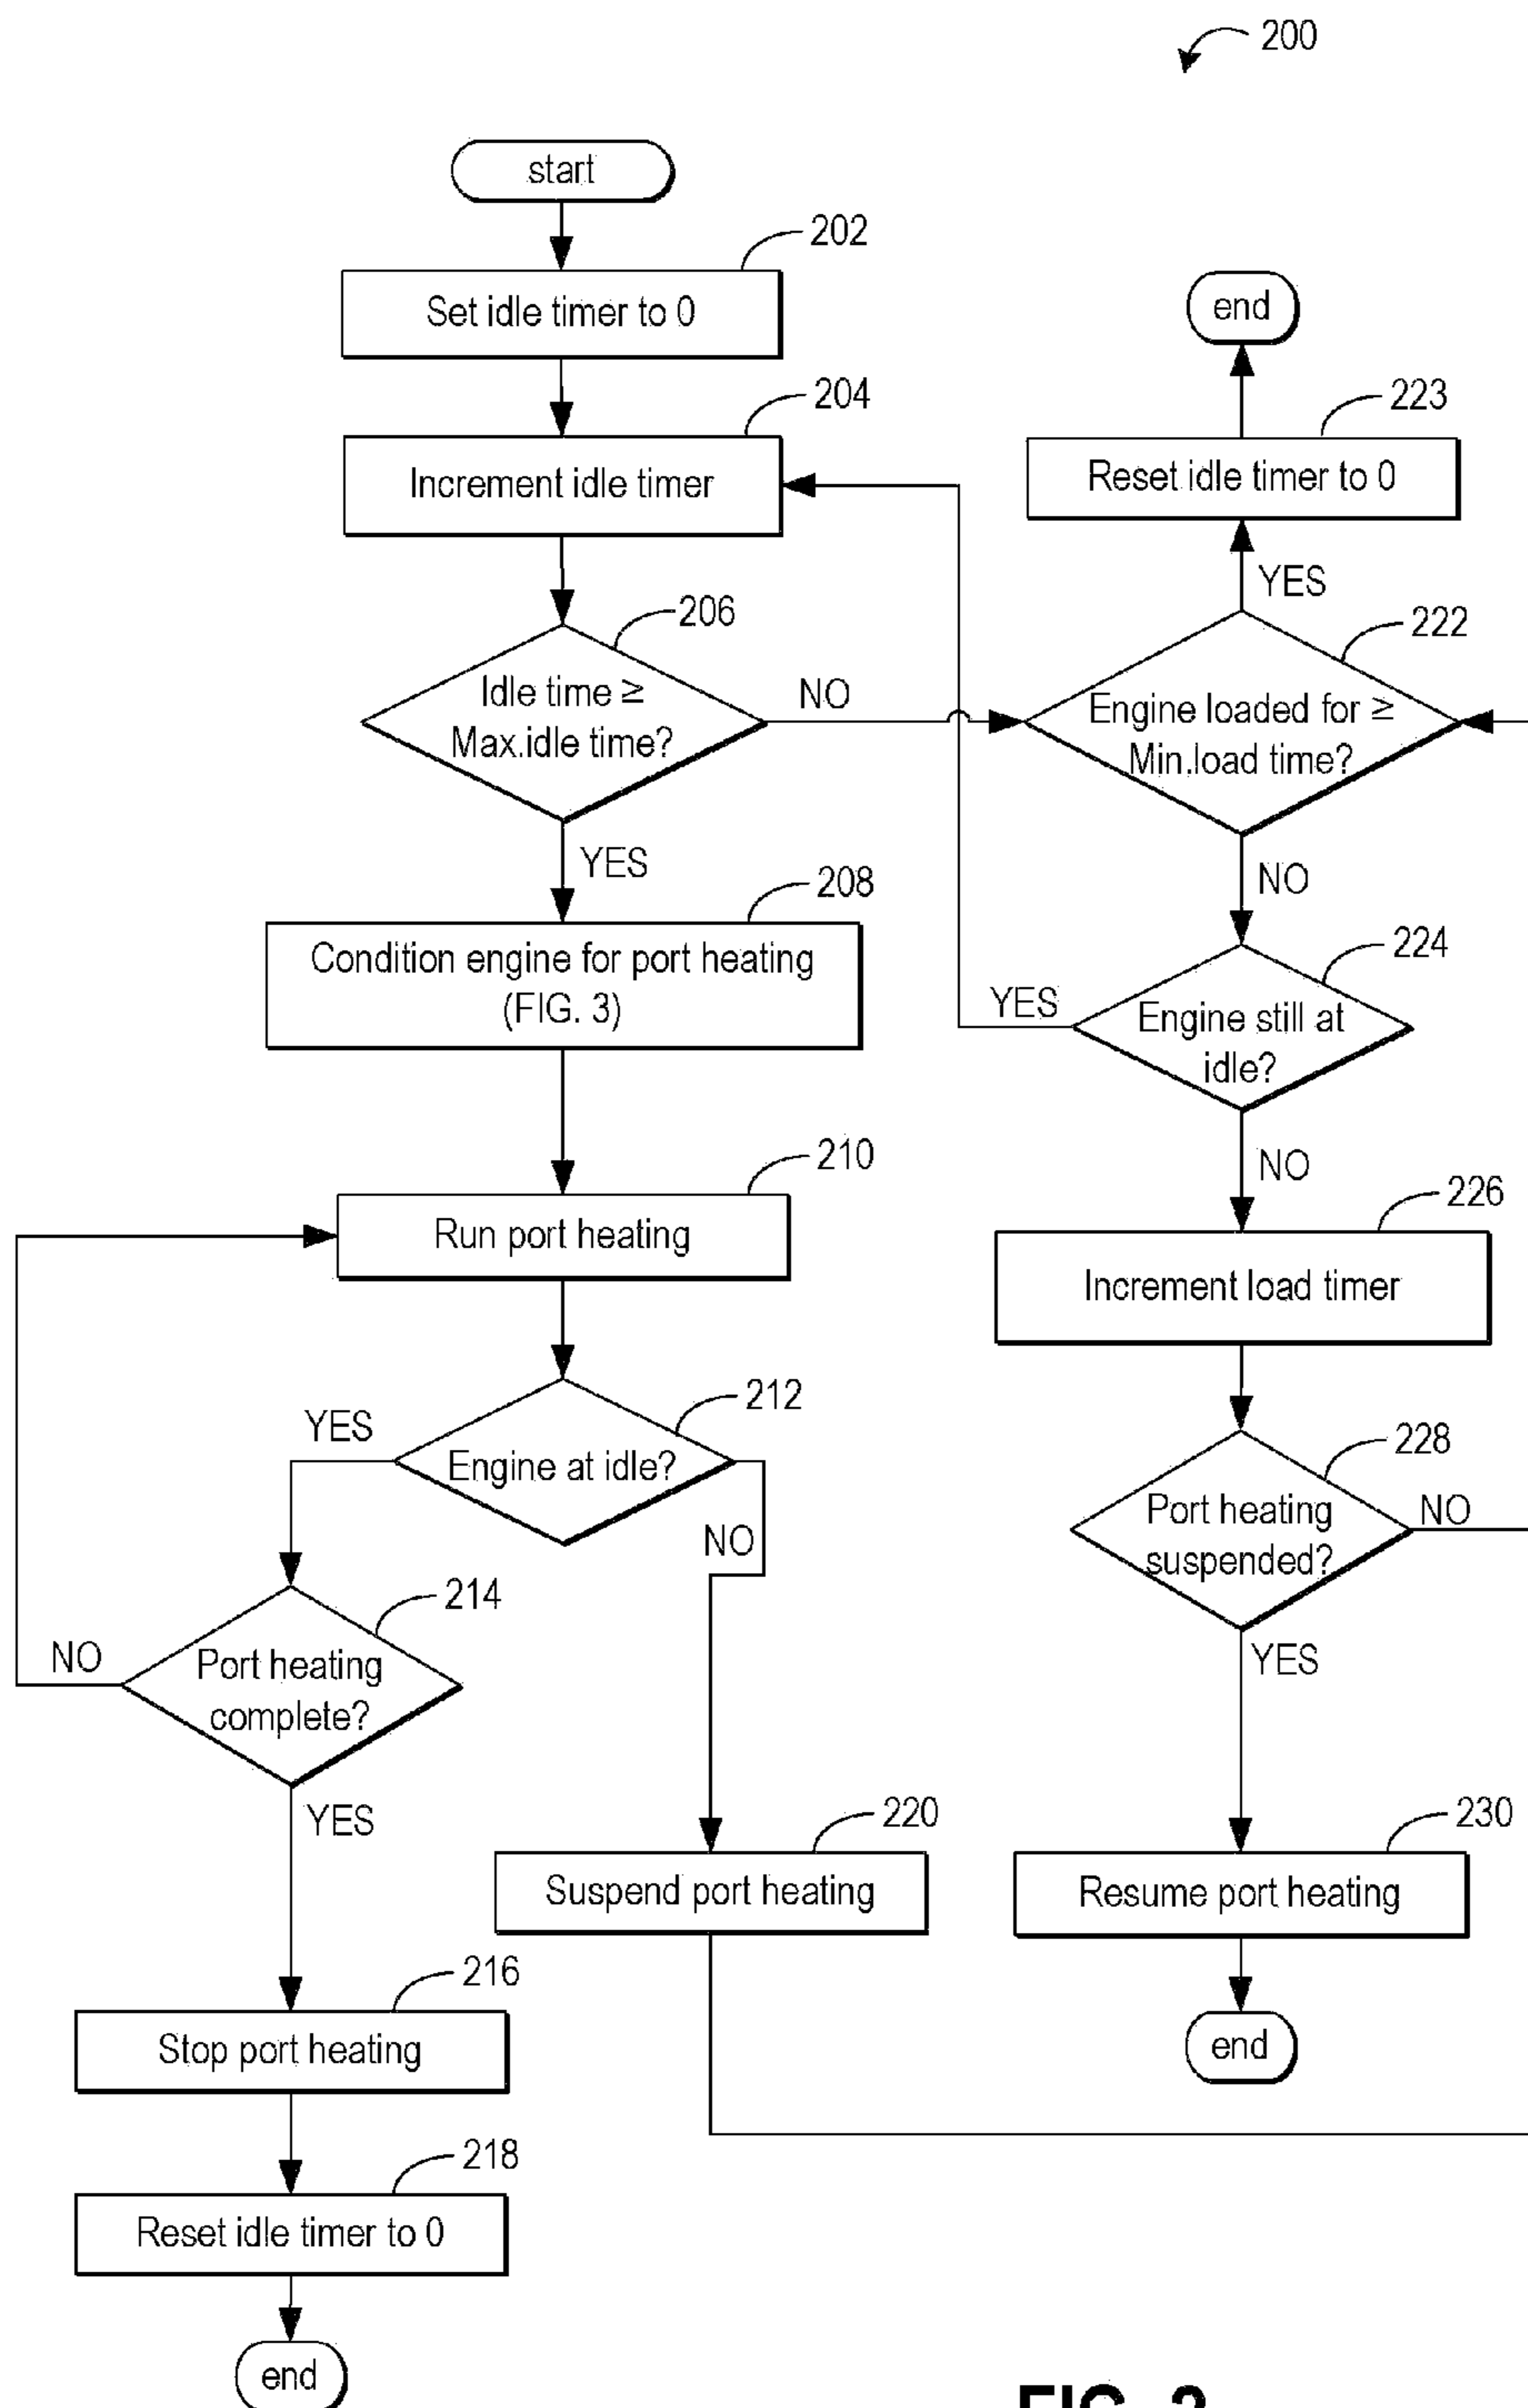 200
start
202
Set idle timer to 0
end
204
Increment idle timer
223
Reset idle timer to 0
YES
206
Idle time ≥
Max.idle time?
NO
222
Engine loaded for ≥
Min.load time?
YES
NO
208
Condition engine for port heating
(FIG. 3)
224
Engine still at
idle?
YES
NO
210
Run port heating
226
Increment load timer
212
Engine at idle?
YES
NO
228
Port heating
suspended?
NO
YES
214
Port heating
complete?
NO
YES
220
Suspend port heating
230
Resume port heating
216
Stop port heating
end
218
Reset idle timer to 0
end